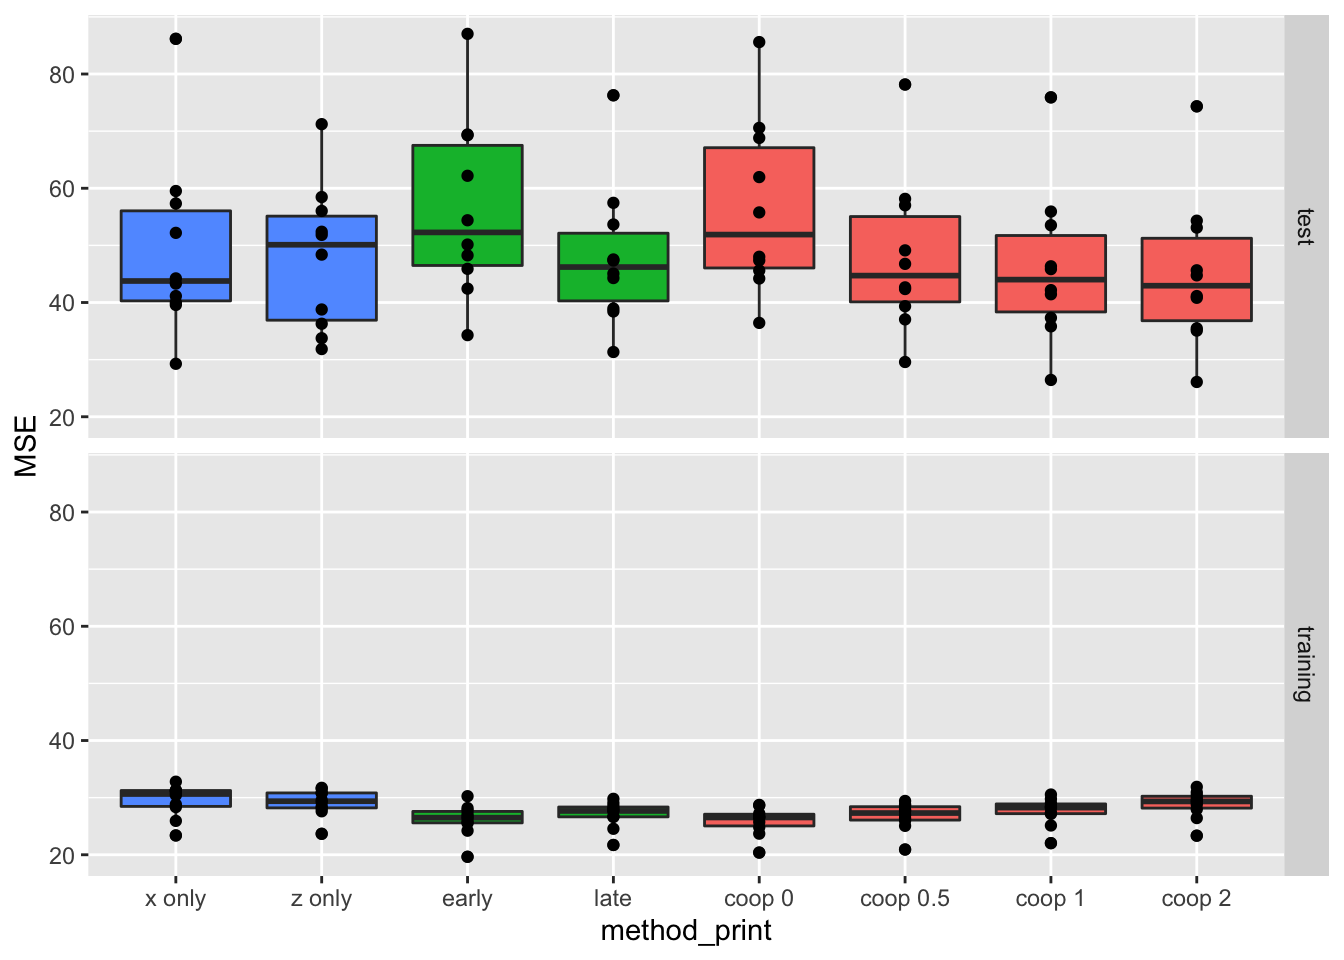 80
60
40
20
test
MSE
80
60
40
20
training
x only
z only
early
late
coop 0
coop 0.5
coop 1
coop 2
method_print